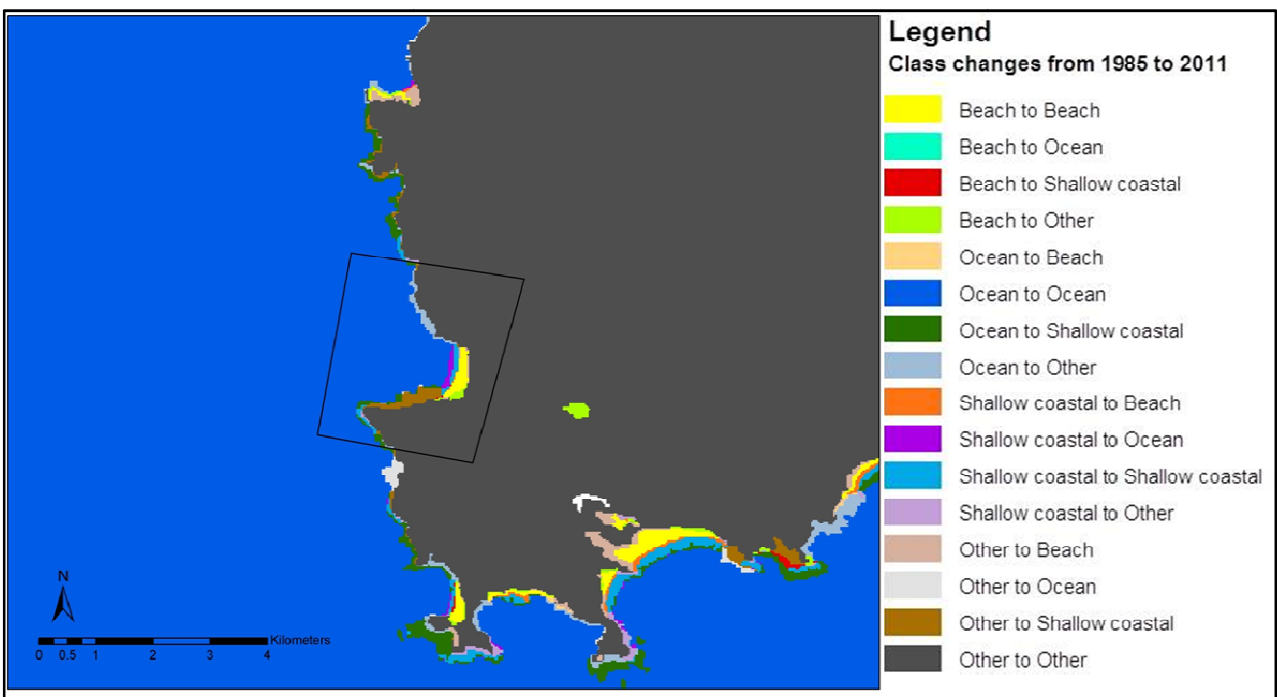 Legend
Class changes from 1985 to 2011
Beach to Beach
Beach to Ocean
Beach to Shallow coastal
Beach to Other
Ocean to Beach
Ocean to Ocean
Ocean to Shallow coastal
Ocean to Other
Shallow coastal to Beach
Shallow coastal to Ocean
Shallow coastal to Shallow coastal
Shallow coastal to Other
Other to Beach
Other to Ocean
Other to Shallow coastal
Other to Other
N
Kilometers
0 0.5 1 2 3 4